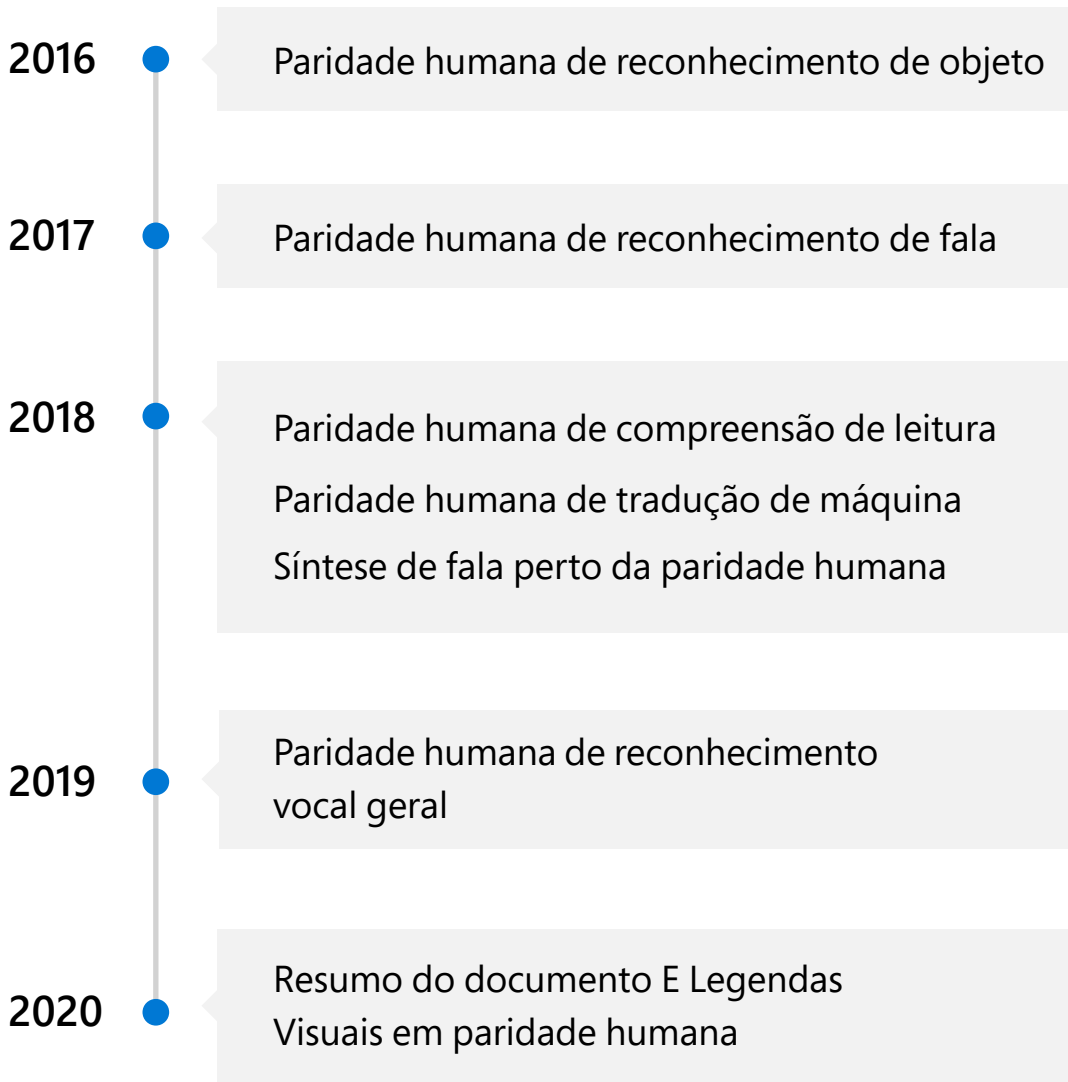 2016
Paridade humana de reconhecimento de objeto
2017
Paridade humana de reconhecimento de fala
2018
Paridade humana de compreensão de leitura
Paridade humana de tradução de máquina
Síntese de fala perto da paridade humana
2019
Paridade humana de reconhecimento
vocal geral
2020
Resumo do documento E Legendas
Visuais em paridade humana